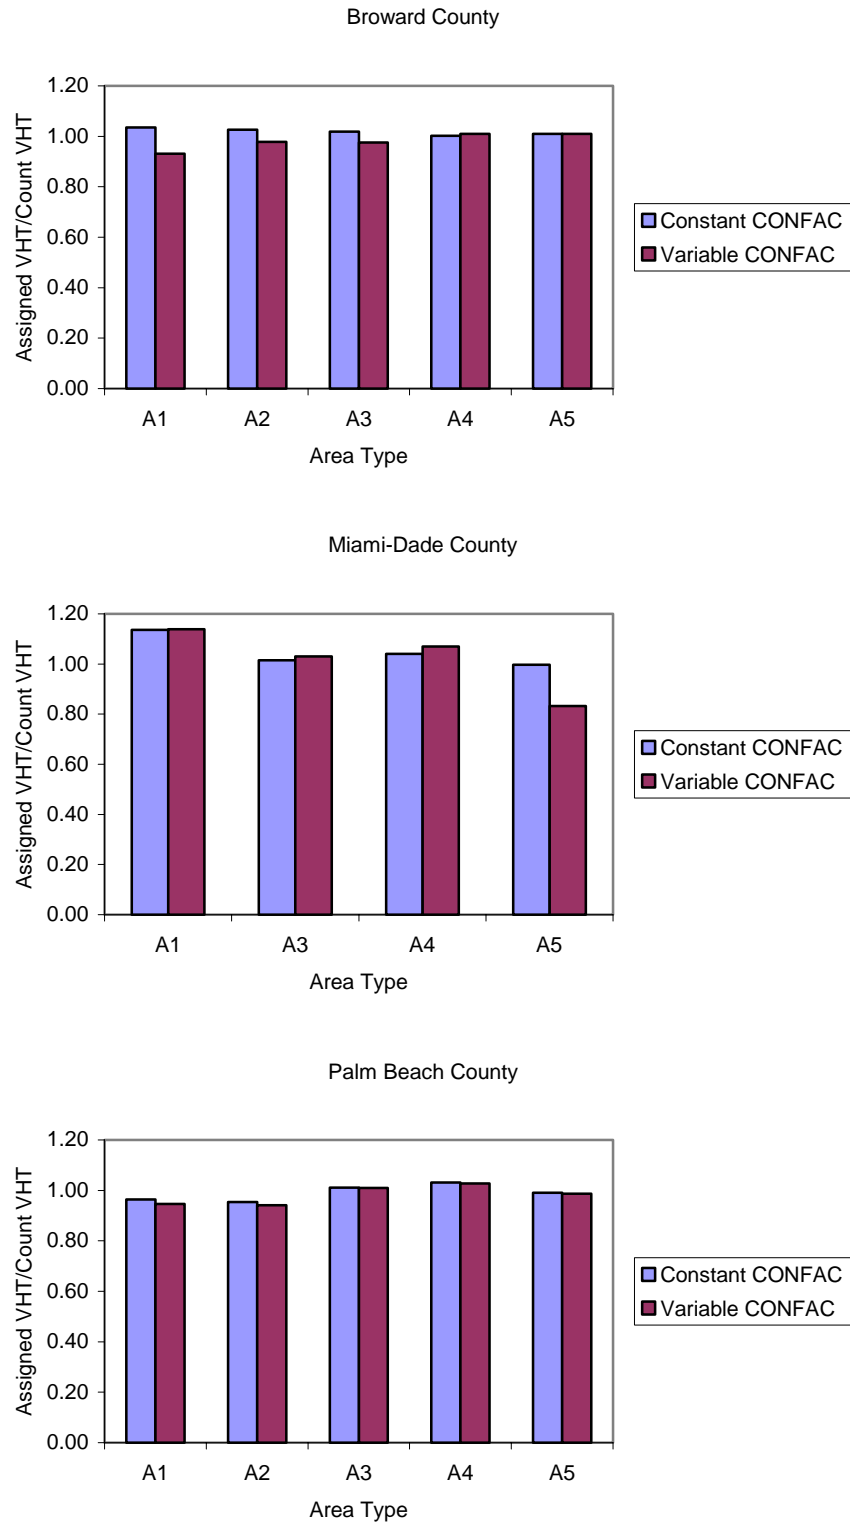 Broward County
Assigned VHT/Count VHT
1.20
1.00
0.80
0.60
0.40
0.20
0.00
A1 A2 A3 A4 A5
Area Type
Constant CONFAC
Variable CONFAC
Miami-Dade County
Assigned VHT/Count VHT
1.20
1.00
0.80
0.60
0.40
0.20
0.00
A1 A3 A4 A5
Area Type
Constant CONFAC
Variable CONFAC
Palm Beach County
Assigned VHT/Count VHT
1.20
1.00
0.80
0.60
0.40
0.20
0.00
A1 A2 A3 A4 A5
Area Type
Constant CONFAC
Variable CONFAC